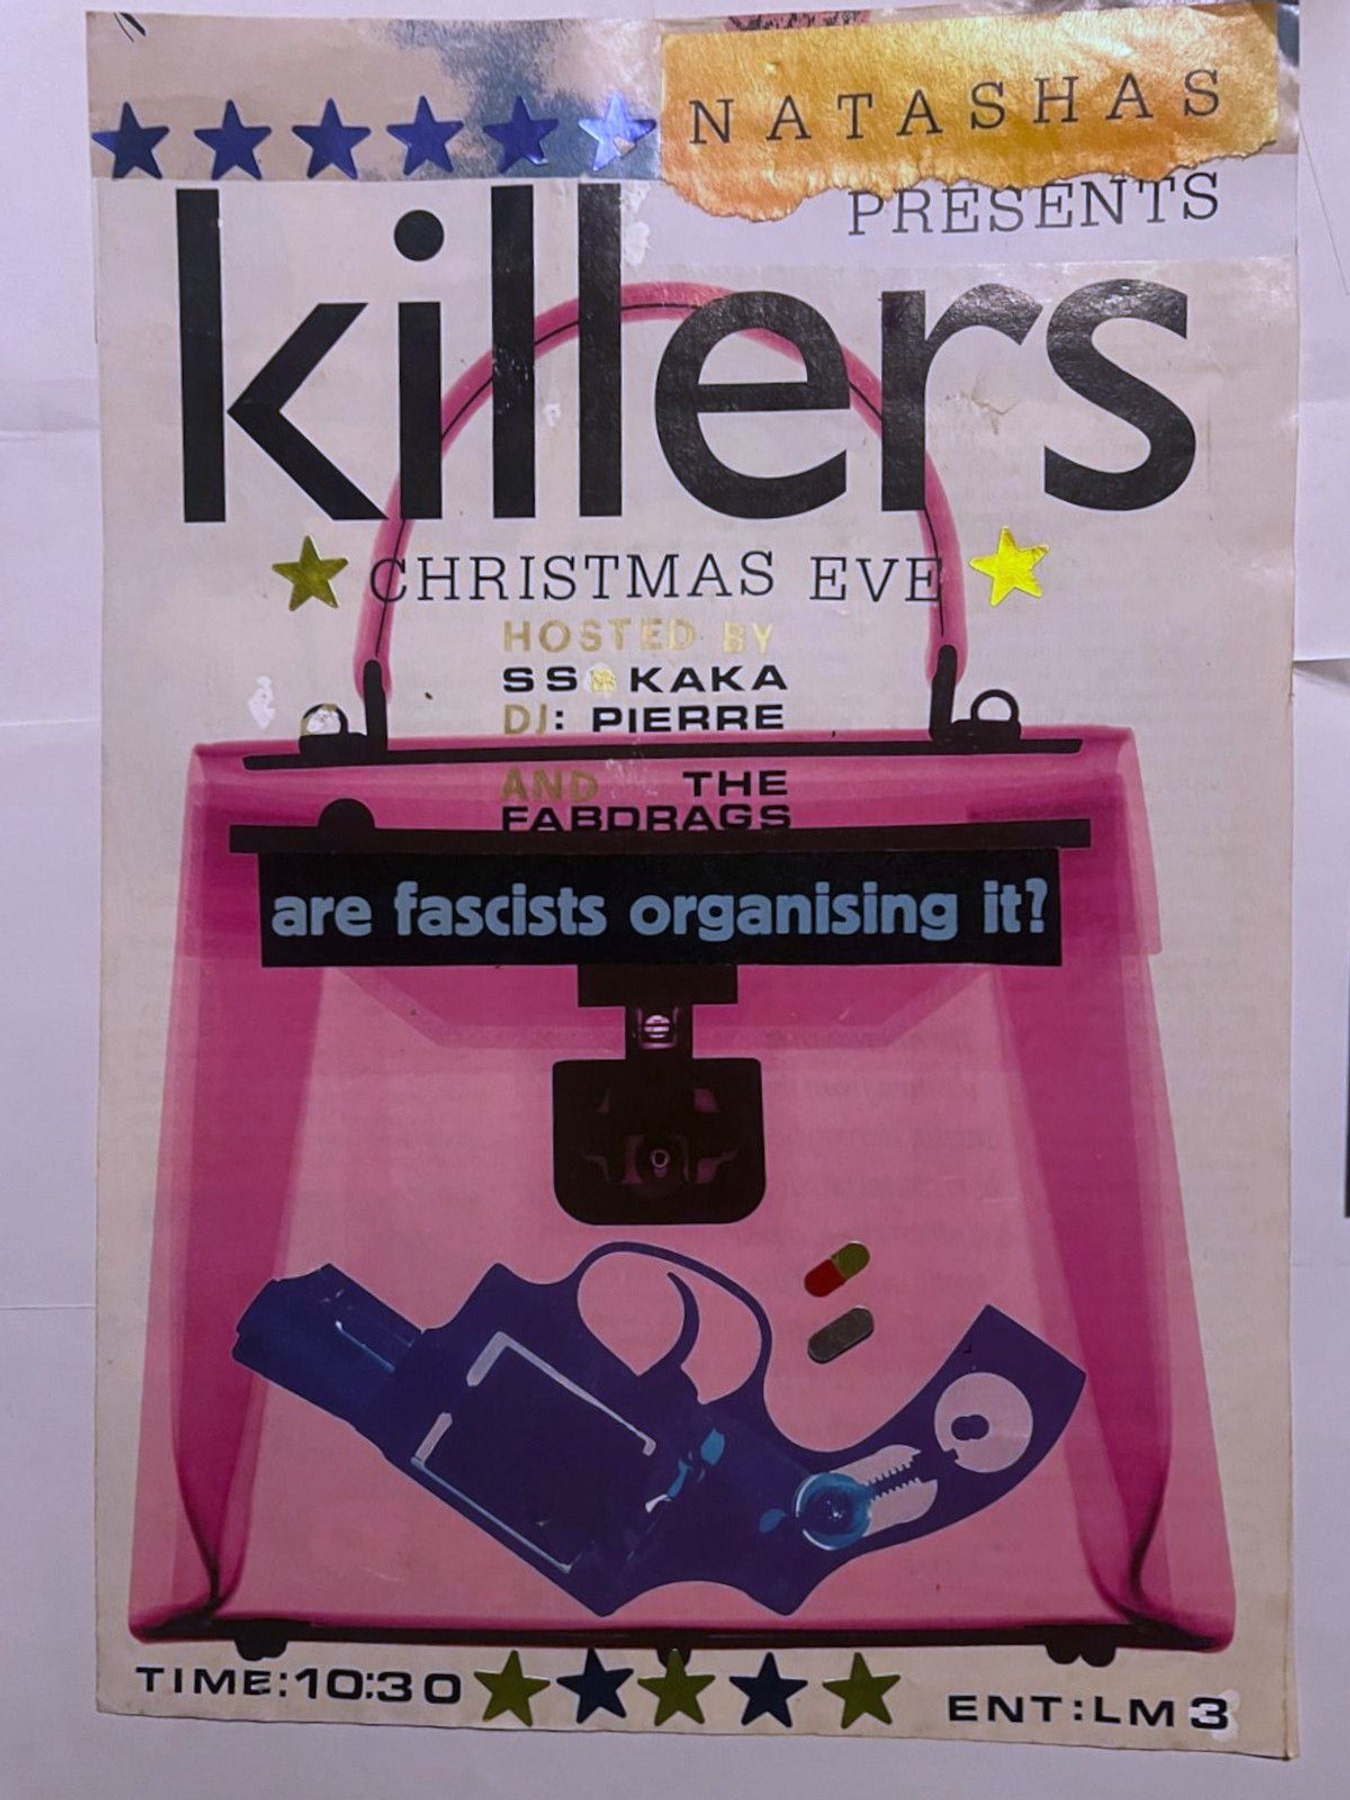 NATASHAS
PRESENTS
killers
CHRISTMAS EVE
HOSTED BY
SS KAKA
DJ: PIERRE
AND THE
FABDRAGS
are fascists organising it?
TIME:10:30
ENT:LM3